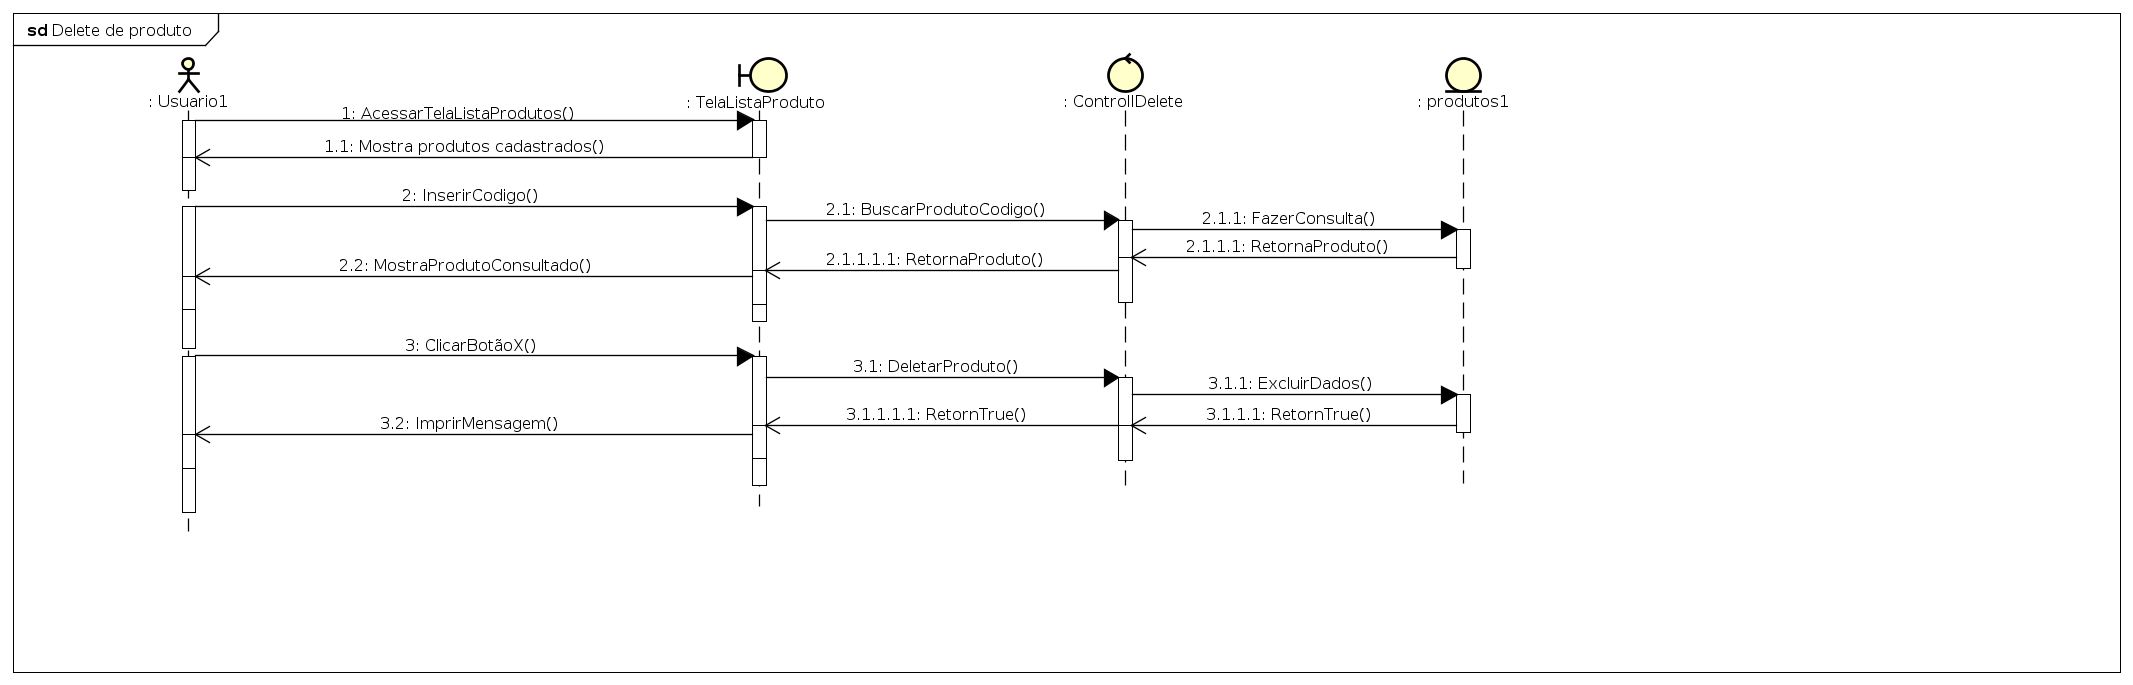 sd Delete de produto
: Usuario1
: TelaListaProduto
: ControllDelete
: produtos1
1: AcessarTelaListaProdutos()
1.1: Mostra produtos cadastrados()
2: InserirCodigo()
2.1: BuscarProdutoCodigo()
2.1.1: FazerConsulta()
2.1.1.1: RetornaProduto()
2.1.1.1.1: RetornaProduto()
2.2: MostraProdutoConsultado()
3: ClicarBotãoX()
3.1: DeletarProduto()
3.1.1: ExcluirDados()
3.1.1.1: RetornTrue()
3.1.1.1.1: RetornTrue()
3.2: ImprirMensagem()